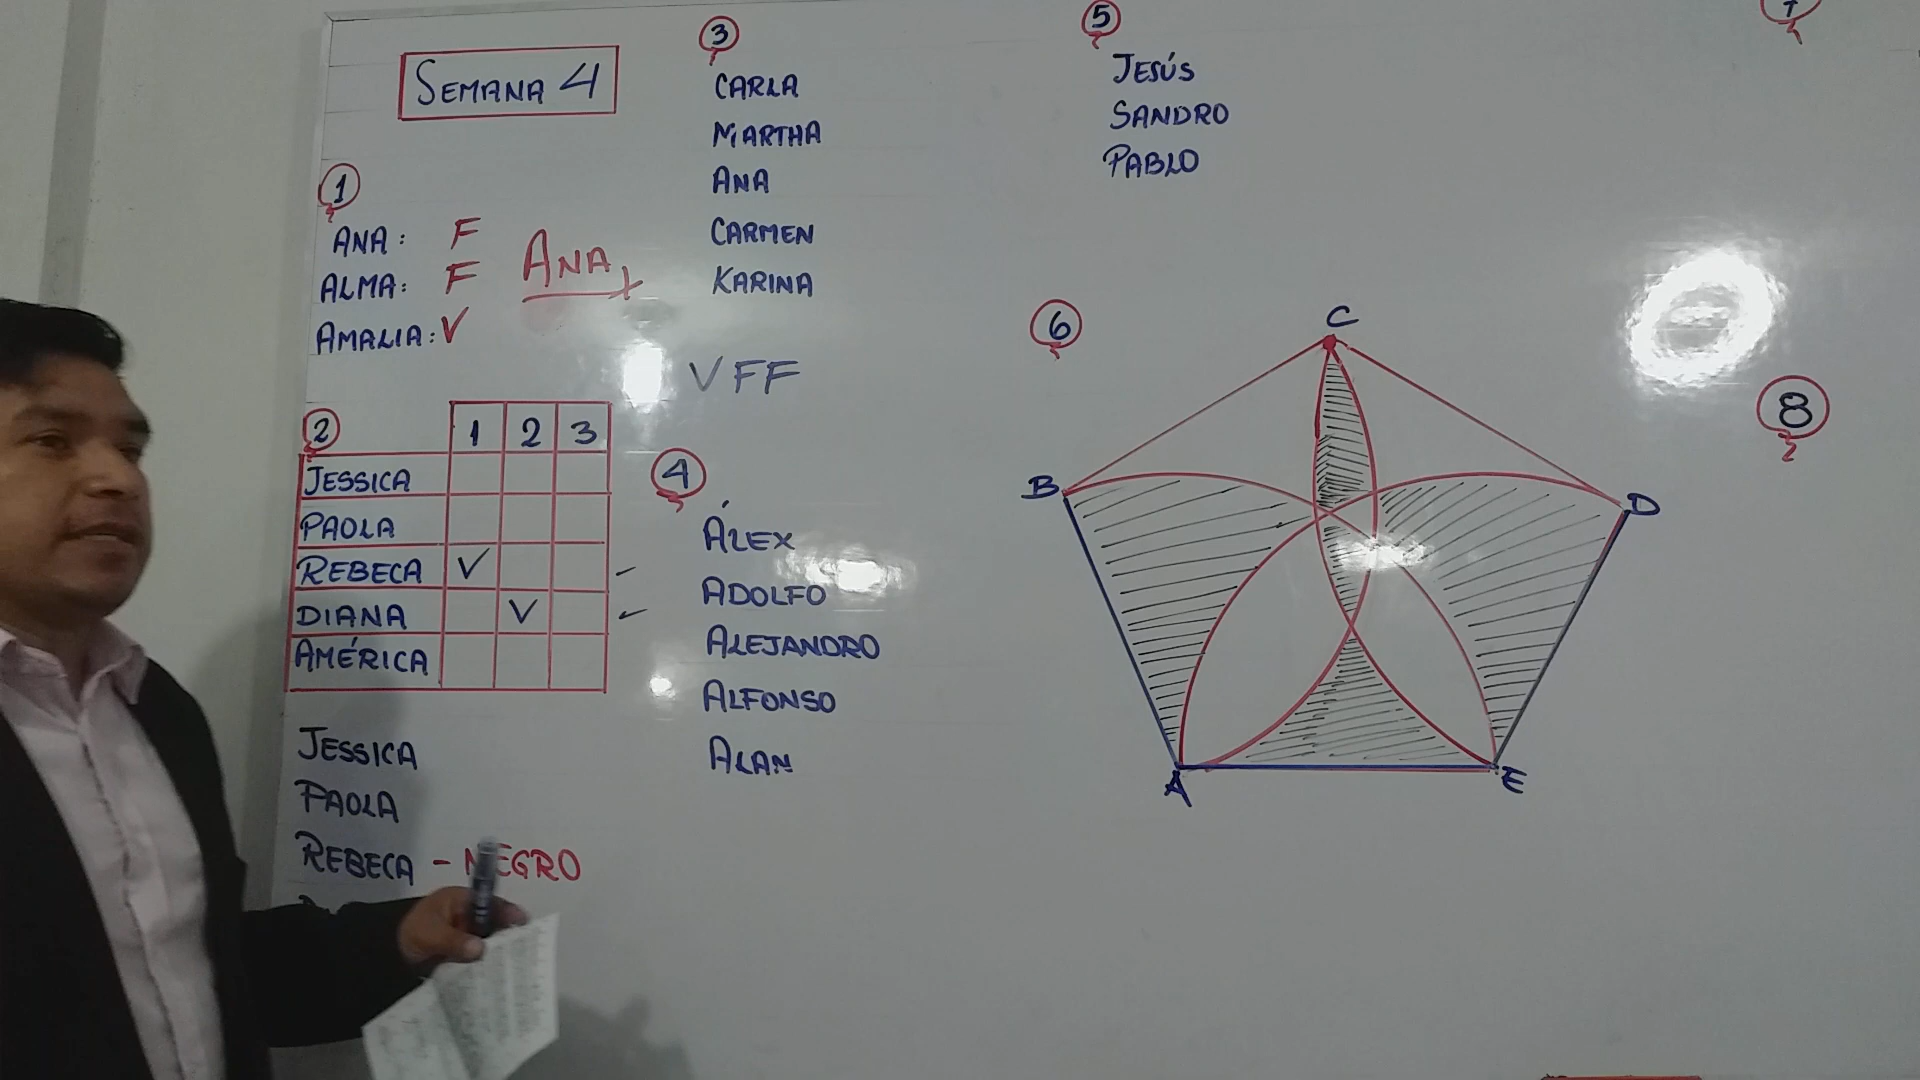 SEMANA 4
1
ANA: F
ALMA: F
AMALIA: V
ANA
2
1 2 3
JESSICA
PAOLA
REBECA V
DIANA V
AMÉRICA
JESSICA
PAOLA
REBECA - NEGRO
3
CARLA
MARTHA
ANA
CARMEN
KARINA
VFF
4
ÁLEX
ADOLFO
ALEJANDRO
ALFONSO
ALAN
5
JESÚS
SANDRO
PABLO
6
C
B
D
A
E
8